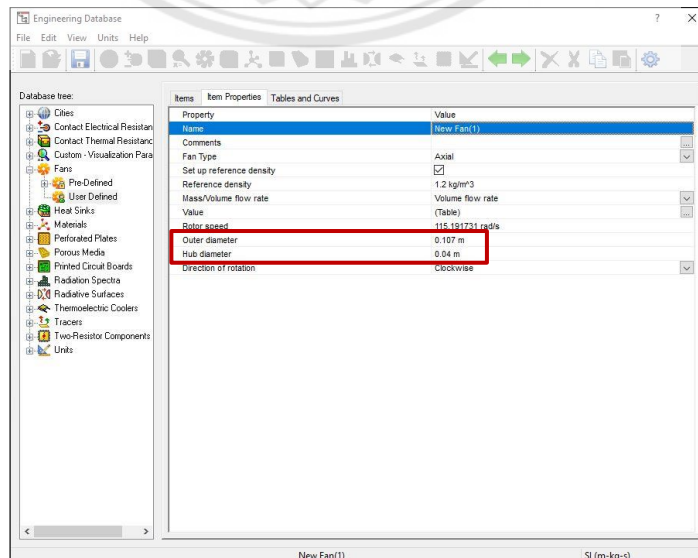 Engineering Database ? X
File Edit View Units Help
Database tree:
Cities
Contact Electrical Resistan
Contact Thermal Resistanc
Custom - Visualization Para
Fans
Pre-Defined
User Defined
Heat Sinks
Materials
Perforated Plates
Porous Media
Printed Circuit Boards
Radiation Spectra
Radiative Surfaces
Thermoelectric Coolers
Tracers
Two-Resistor Components
Units
Items Item Properties Tables and Curves
Property Value
Name New Fan(1)
Comments ...
Fan Type Axial
Set up reference density
Reference density 1.2 kg/m^3
Mass/Volume flow rate Volume flow rate
Value (Table) ...
Rotor speed 115.191731 rad/s
Outer diameter 0.107 m
Hub diameter 0.04 m
Direction of rotation Clockwise
New Fan(1) SI (m-kg-s)